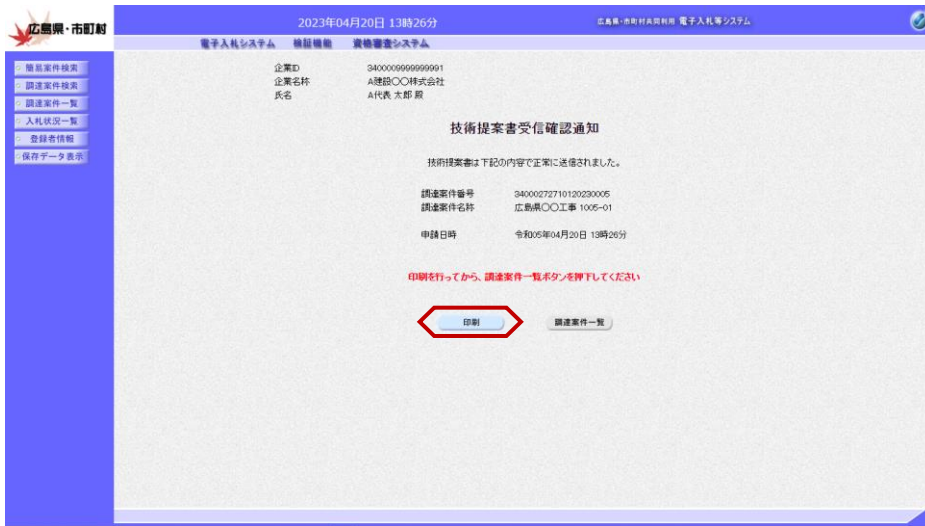 広島県・市町村
2023年04月20日 13時26分
広島県・市町村共同利用 電子入札等システム
電子入札システム 検証機能 資格審査システム
簡易案件検索
調達案件検索
調達案件一覧
入札状況一覧
登録者情報
保存データ表示
企業ID 3400009999999991
企業名称 A建設〇〇株式会社
氏名 A代表 太郎 殿
技術提案書受信確認通知
技術提案書は下記の内容で正常に送信されました。
調達案件番号 34000272710120230005
調達案件名称 広島県〇〇工事 1005-01
申請日時 令和05年04月20日 13時26分
印刷を行ってから、調達案件一覧ボタンを押下してください
印刷 調達案件一覧